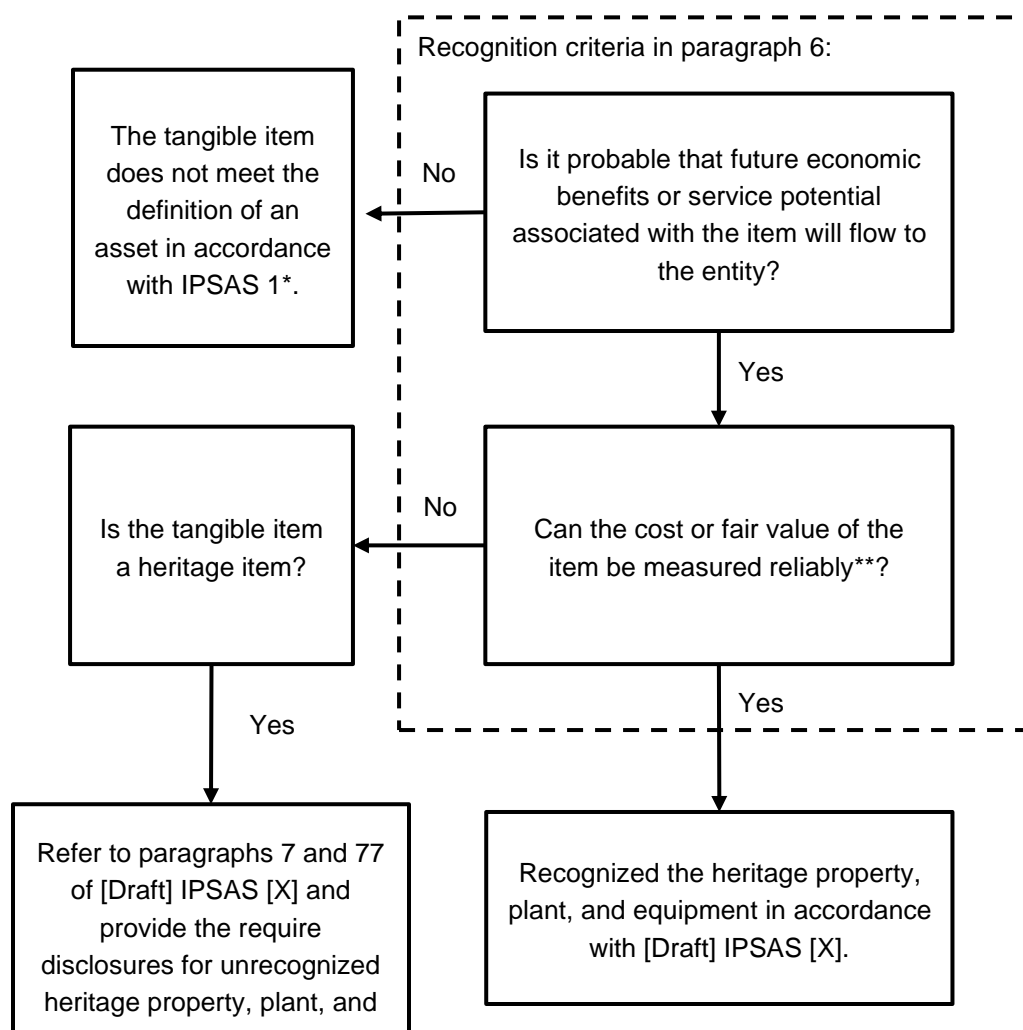 Recognition criteria in paragraph 6:
Is it probable that future economic
benefits or service potential
associated with the item will flow to
the entity?
No
The tangible item
does not meet the
definition of an
asset in accordance
with IPSAS 1*.
Yes
Can the cost or fair value of the
item be measured reliably**?
No
Is the tangible item
a heritage item?
Yes
Yes
Refer to paragraphs 7 and 77
of [Draft] IPSAS [X] and
provide the require
disclosures for unrecognized
heritage property, plant, and
Recognized the heritage property,
plant, and equipment in accordance
with [Draft] IPSAS [X].